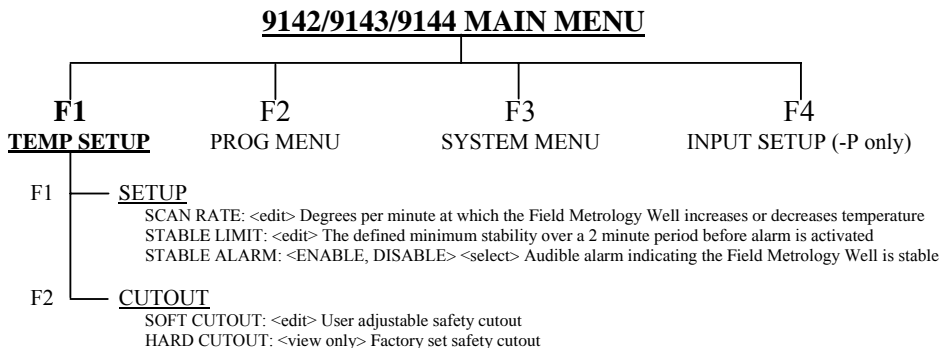 9142/9143/9144 MAIN MENU
F1 F2 F3 F4
TEMP SETUP PROG MENU SYSTEM MENU INPUT SETUP (-P only)
F1 SETUP
SCAN RATE: <edit> Degrees per minute at which the Field Metrology Well increases or decreases temperature
STABLE LIMIT: <edit> The defined minimum stability over a 2 minute period before alarm is activated
STABLE ALARM: <ENABLE, DISABLE> <select> Audible alarm indicating the Field Metrology Well is stable
F2 CUTOUT
SOFT CUTOUT: <edit> User adjustable safety cutout
HARD CUTOUT: <view only> Factory set safety cutout